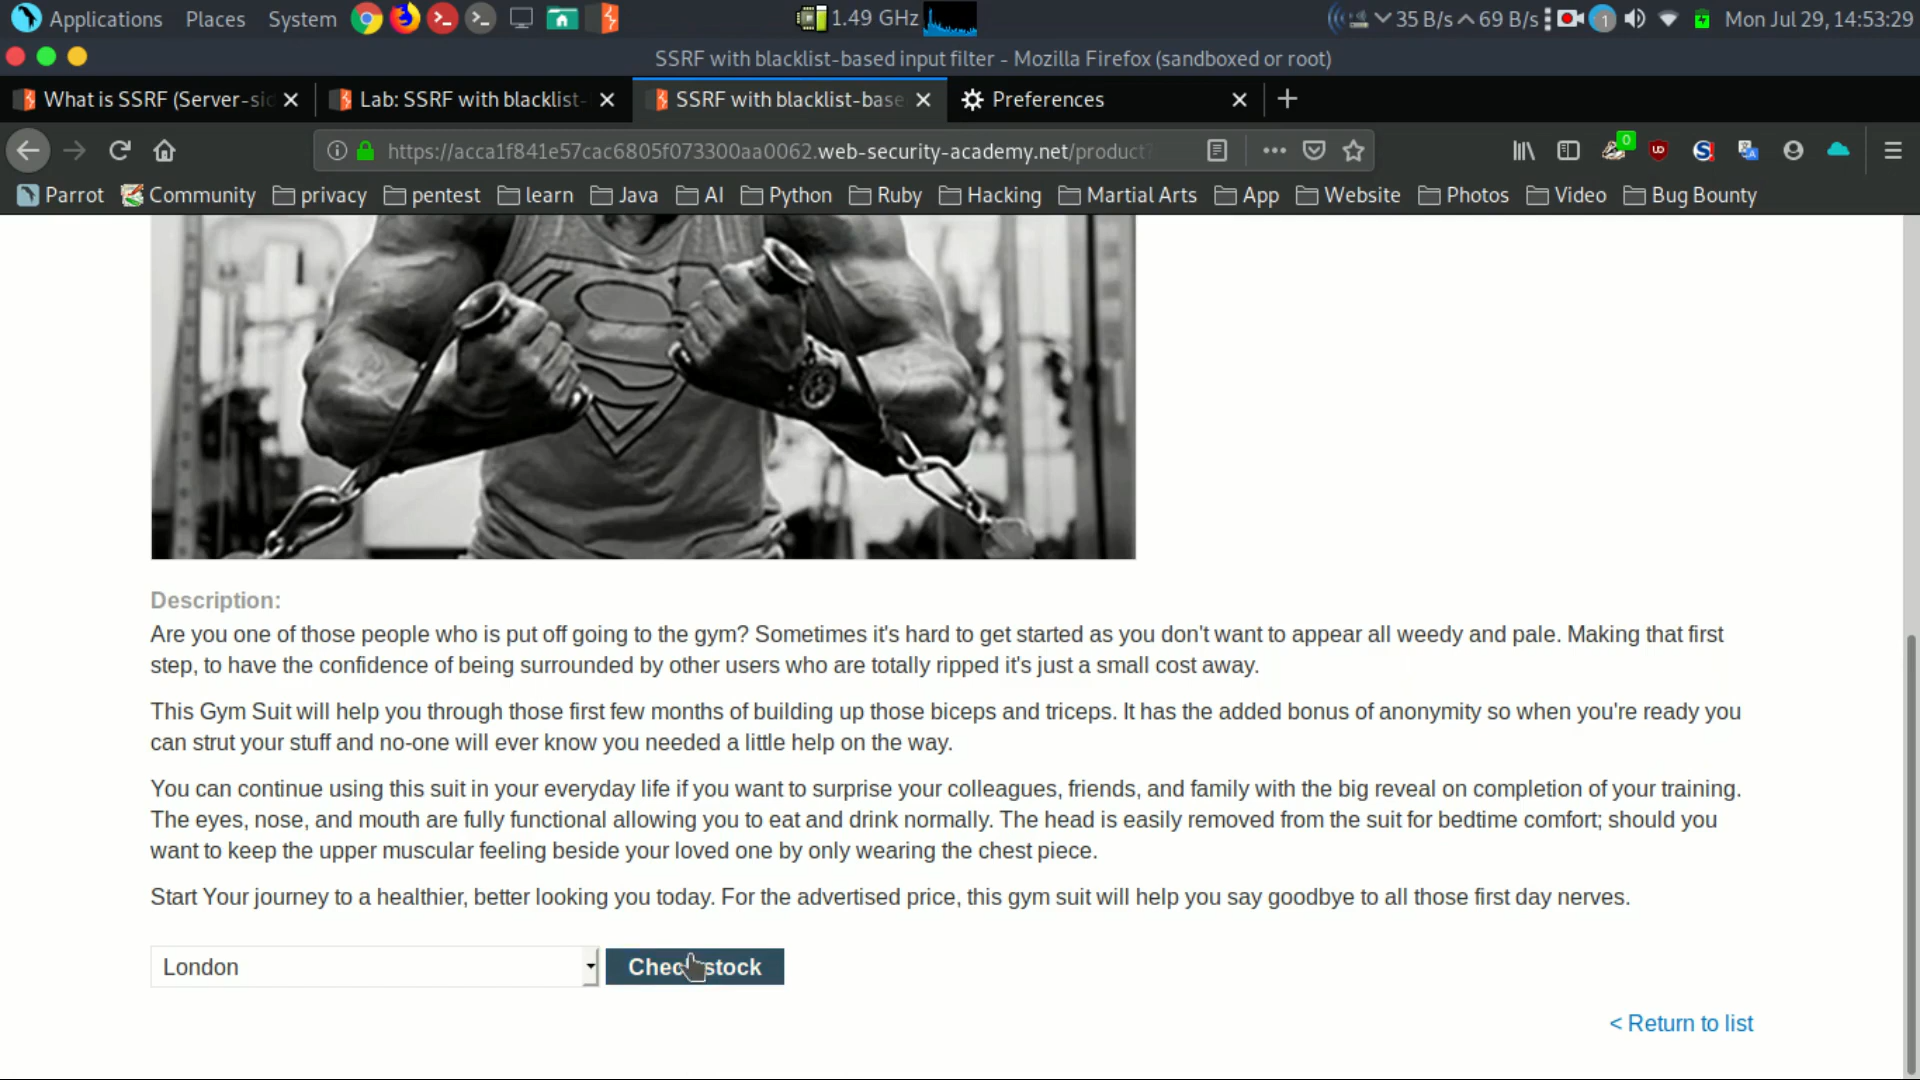 Applications Places System 1.49 GHz 35 B/s 69 B/s 1 Mon Jul 29, 14:53:29
SSRF with blacklist-based input filter - Mozilla Firefox (sandboxed or root)
What is SSRF (Server-sid Lab: SSRF with blacklist- SSRF with blacklist-base Preferences
https://acca1f841e57cac6805f073300aa0062.web-security-academy.net/product? 0
Parrot Community privacy pentest learn Java AI Python Ruby Hacking Martial Arts App Website Photos Video Bug Bounty
Description:
Are you one of those people who is put off going to the gym? Sometimes it's hard to get started as you don't want to appear all weedy and pale. Making that first
step, to have the confidence of being surrounded by other users who are totally ripped it's just a small cost away.
This Gym Suit will help you through those first few months of building up those biceps and triceps. It has the added bonus of anonymity so when you're ready you
can strut your stuff and no-one will ever know you needed a little help on the way.
You can continue using this suit in your everyday life if you want to surprise your colleagues, friends, and family with the big reveal on completion of your training.
The eyes, nose, and mouth are fully functional allowing you to eat and drink normally. The head is easily removed from the suit for bedtime comfort; should you
want to keep the upper muscular feeling beside your loved one by only wearing the chest piece.
Start Your journey to a healthier, better looking you today. For the advertised price, this gym suit will help you say goodbye to all those first day nerves.
London Check stock
< Return to list